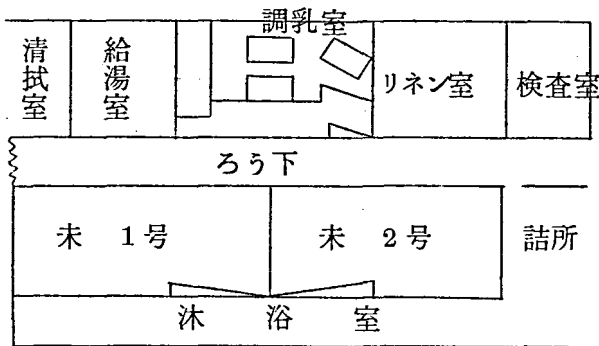 調乳室
清拭室
給湯室
リネン室
検査室
ろう下
未 1号
未 2号
詰所
沐浴室